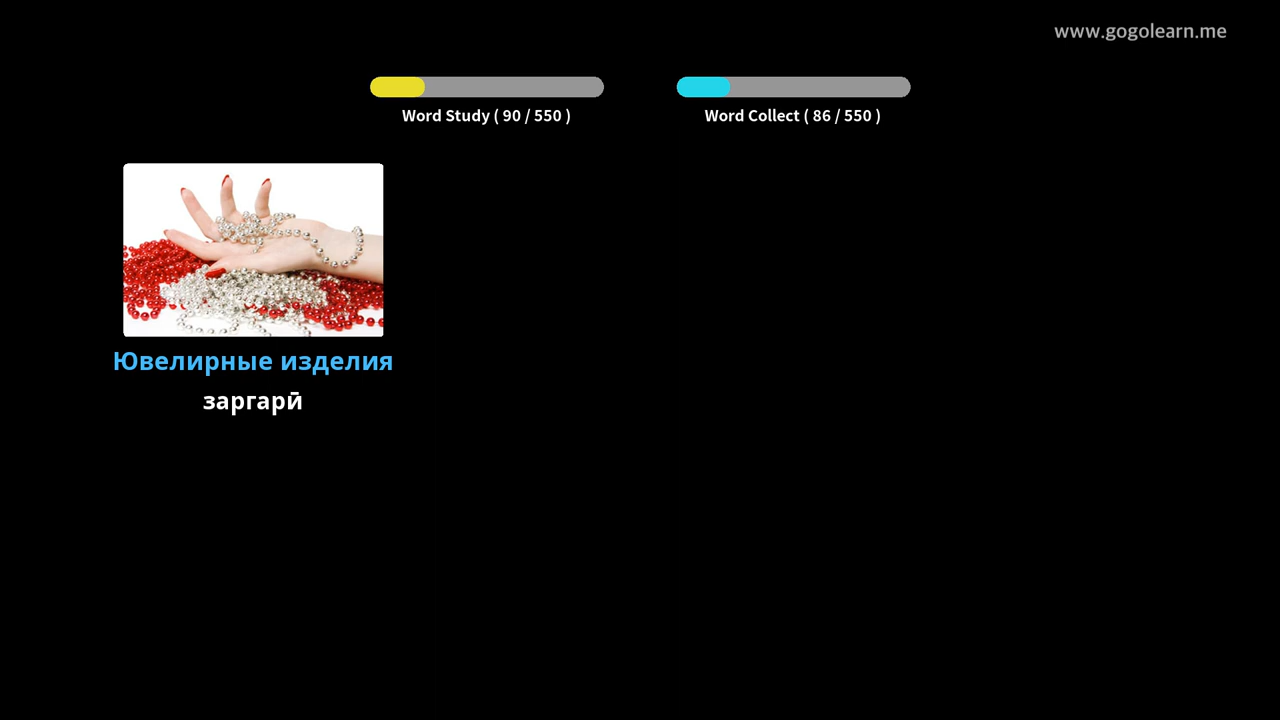 www.gogolearn.me
Word Study ( 90 / 550 )
Word Collect ( 86 / 550 )
Ювелирные изделия
заргарӣ